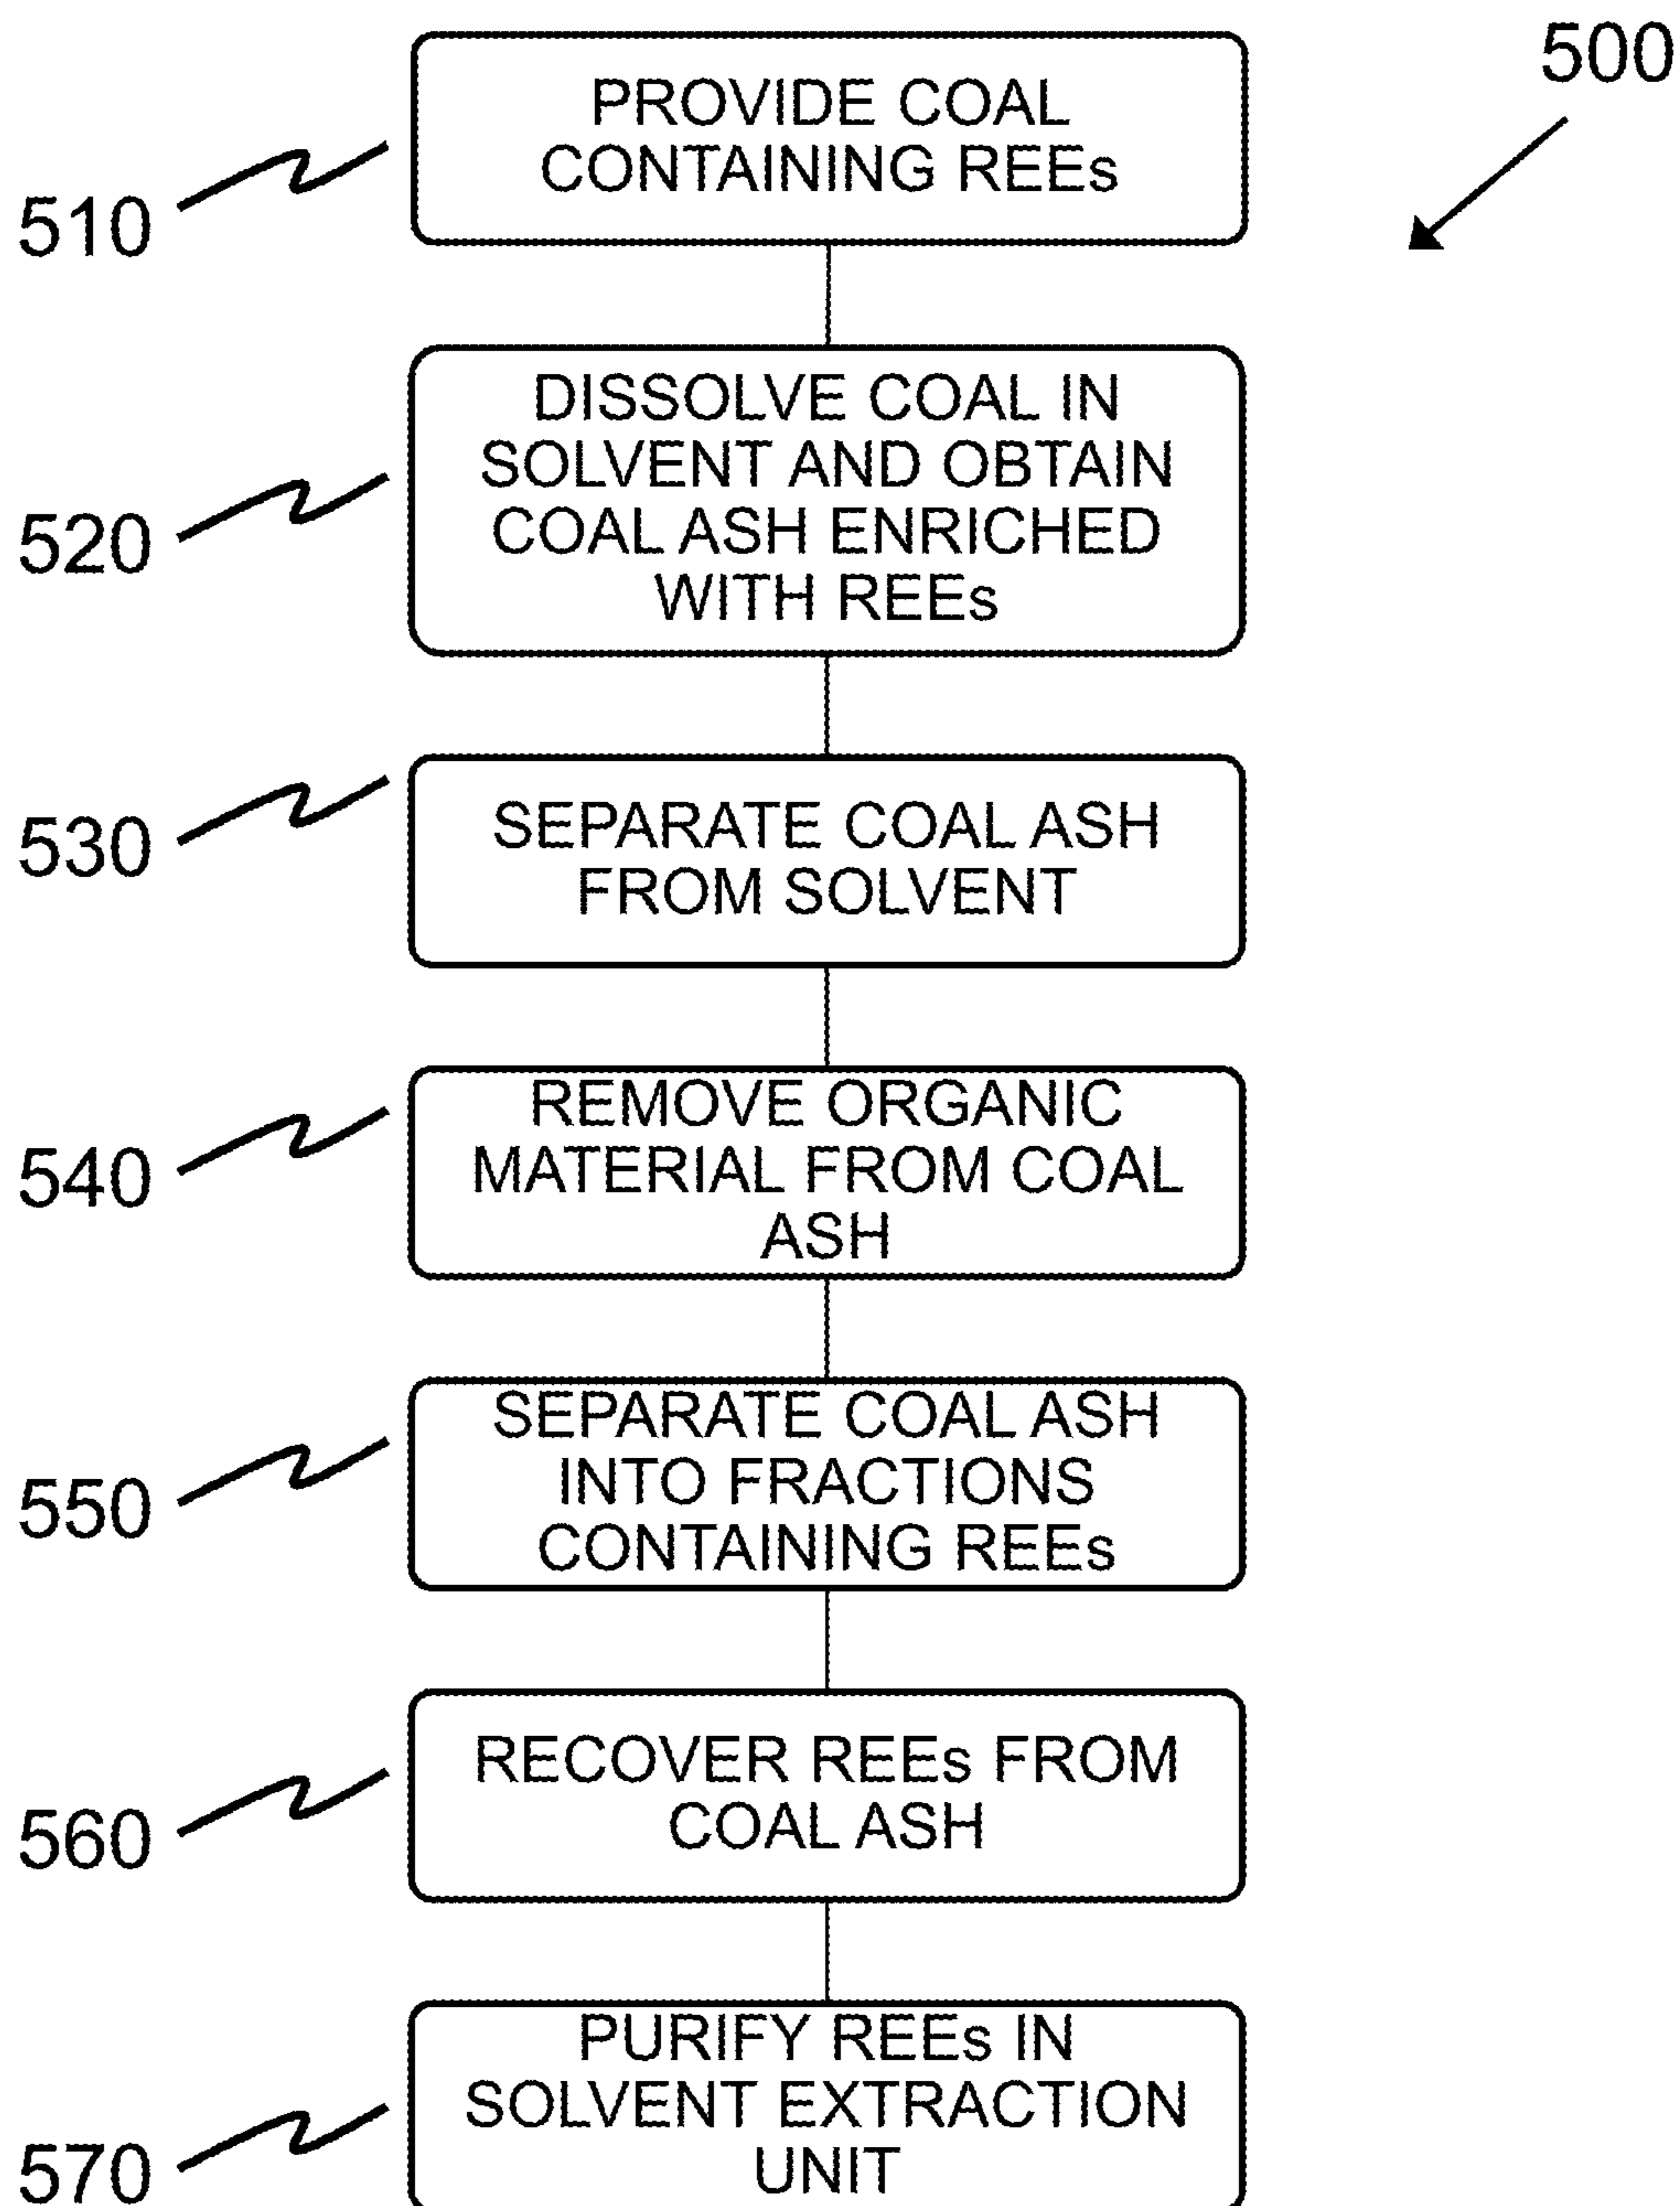 500
PROVIDE COAL
CONTAINING REEs
510
DISSOLVE COAL IN
SOLVENT AND OBTAIN
COAL ASH ENRICHED
WITH REEs
520
SEPARATE COAL ASH
FROM SOLVENT
530
REMOVE ORGANIC
MATERIAL FROM COAL
ASH
540
SEPARATE COAL ASH
INTO FRACTIONS
CONTAINING REEs
550
RECOVER REEs FROM
COAL ASH
560
PURIFY REEs IN
SOLVENT EXTRACTION
UNIT
570